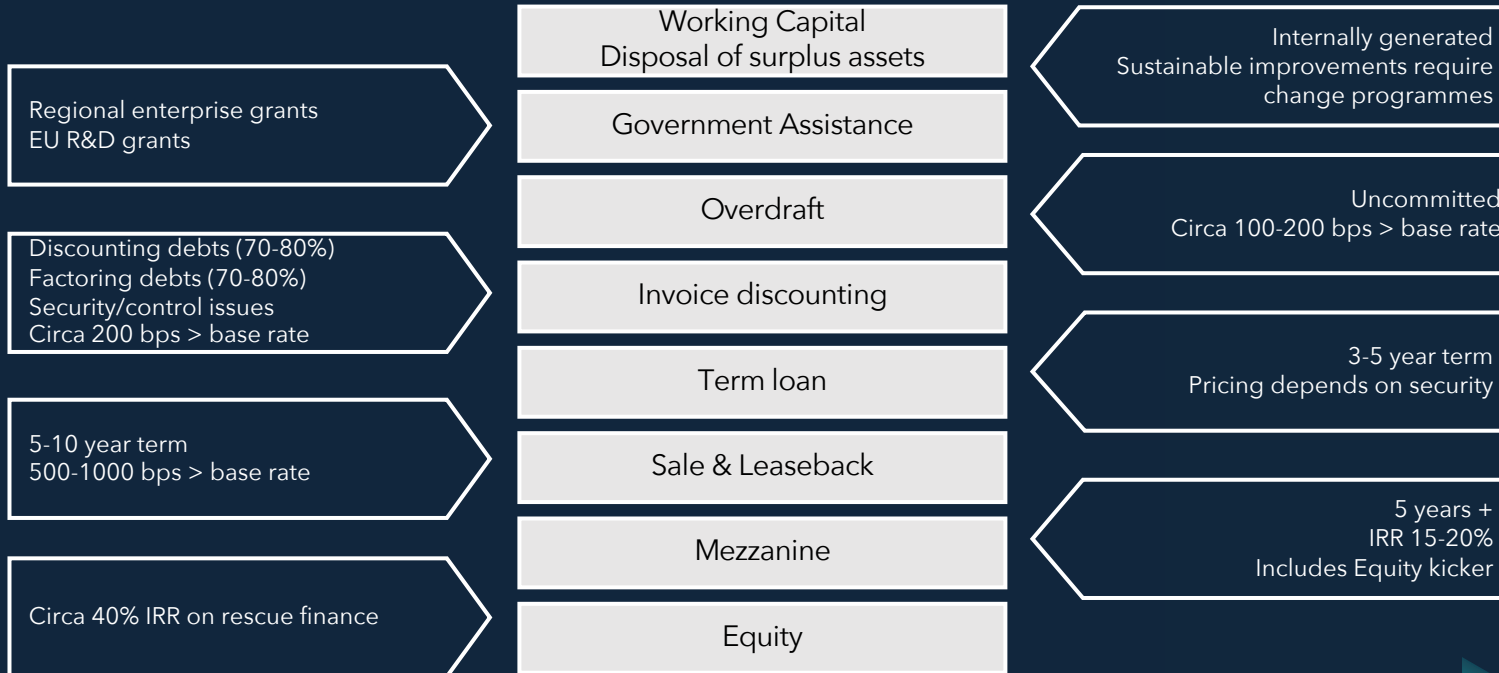 Working Capital
Disposal of surplus assets
Internally generated
Sustainable improvements require
change programmes
Regional enterprise grants
EU R&D grants
Government Assistance
Overdraft
Uncommitted
Circa 100-200 bps > base rate
Discounting debts (70-80%)
Factoring debts (70-80%)
Security/control issues
Circa 200 bps > base rate
Invoice discounting
Term loan
3-5 year term
Pricing depends on security
5-10 year term
500-1000 bps > base rate
Sale & Leaseback
Mezzanine
5 years +
IRR 15-20%
Includes Equity kicker
Circa 40% IRR on rescue finance
Equity